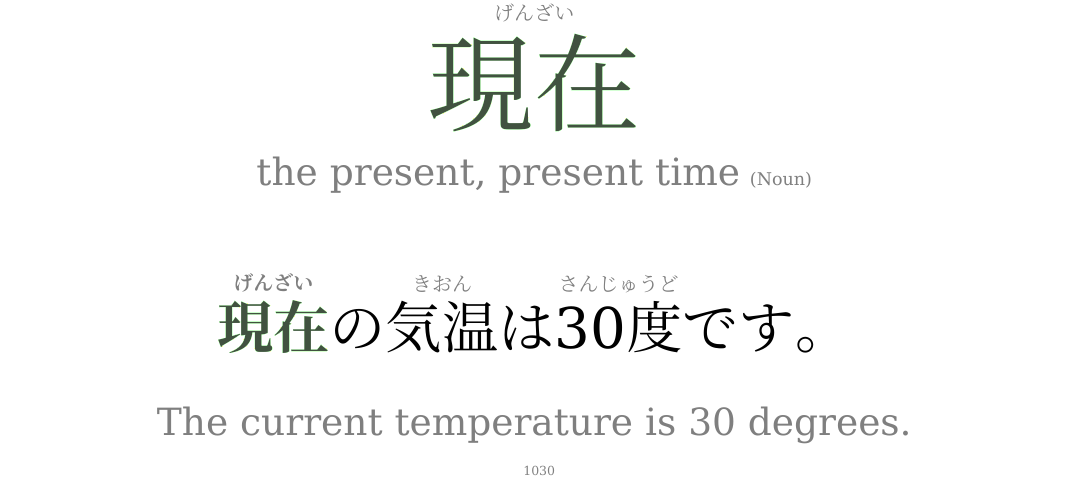 げんざい
現在
the present, present time (Noun)
げんざい きおん さんじゅうど
現在の気温は30度です。
The current temperature is 30 degrees.
1030